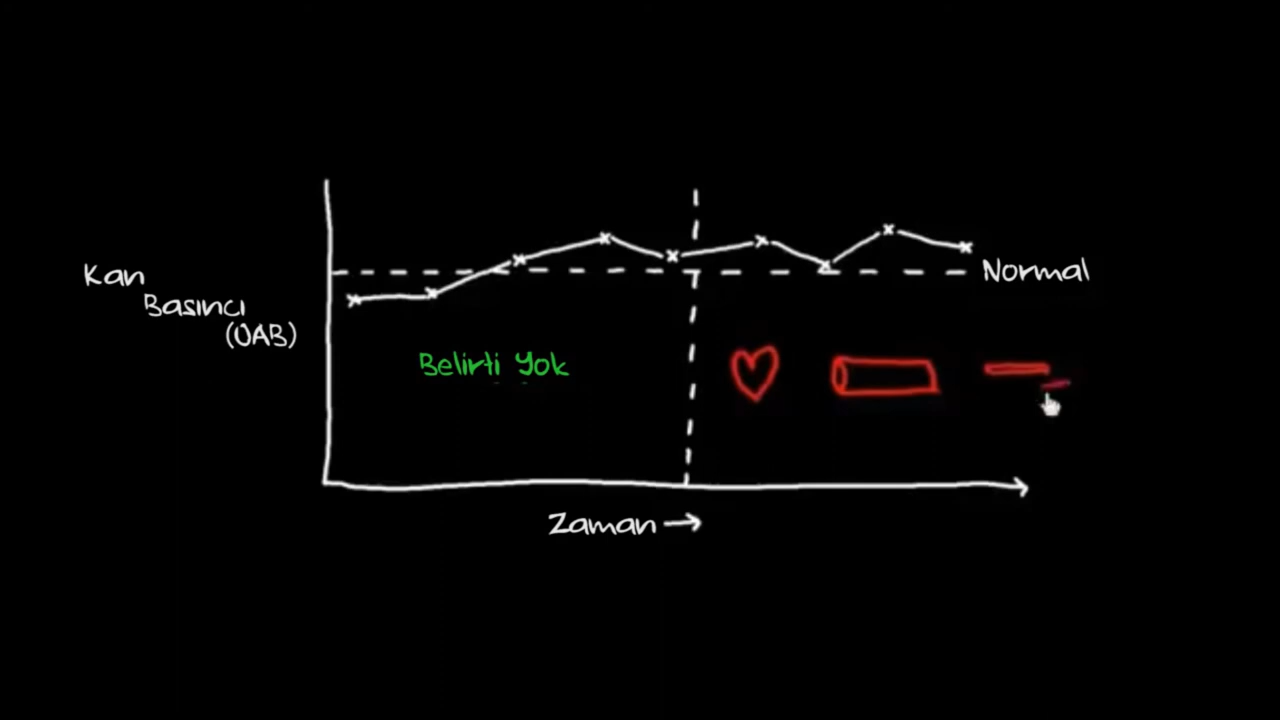 Kan
Basıncı
(OAB)
Normal
Belirti Yok
Zaman